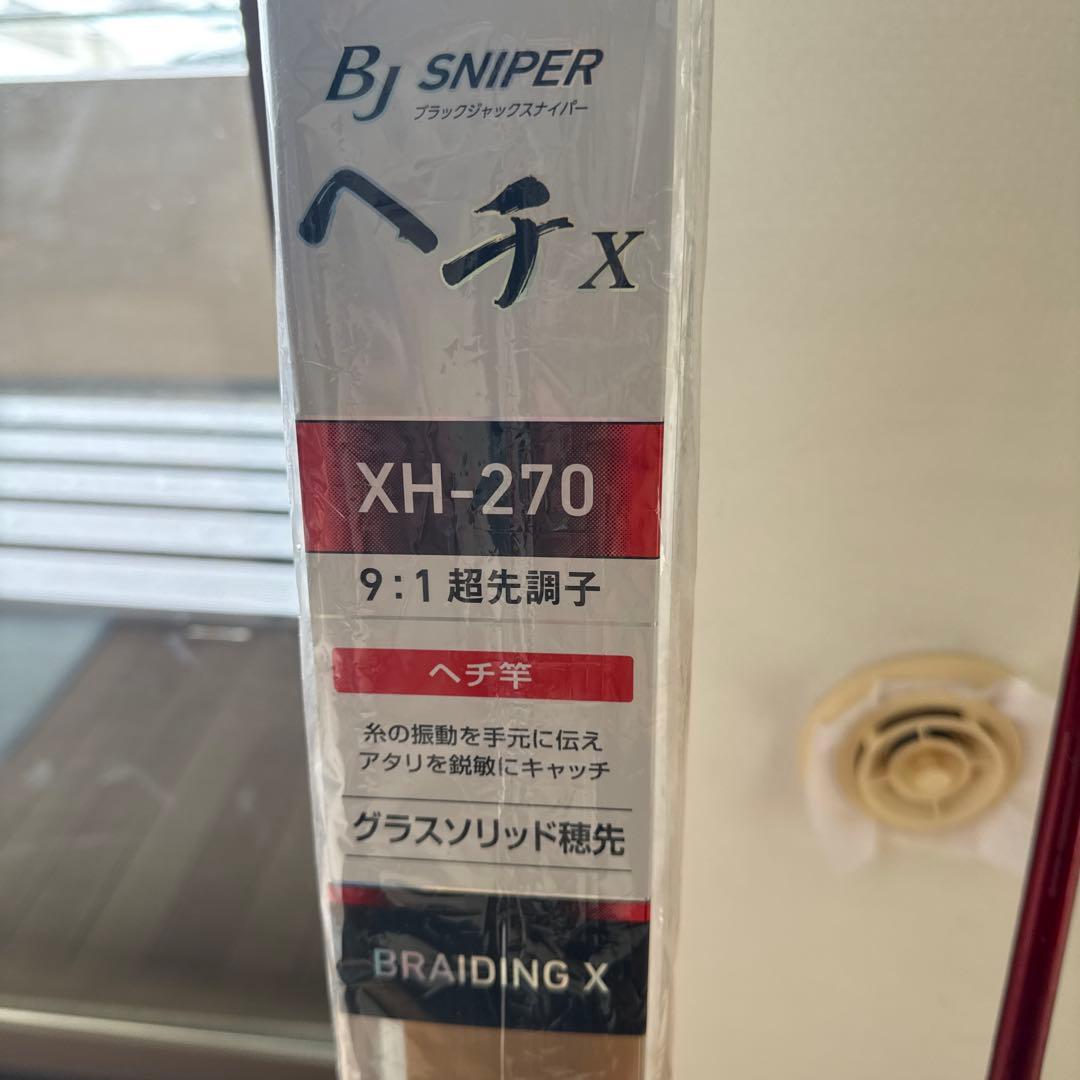 BJ SNIPER
ブラックジャックスナイパー
ヘチ X
XH-270
9:1 超先調子
ヘチ竿
糸の振動を手元に伝え
アタリを鋭敏にキャッチ
グラスソリッド穂先
BRAIDING X